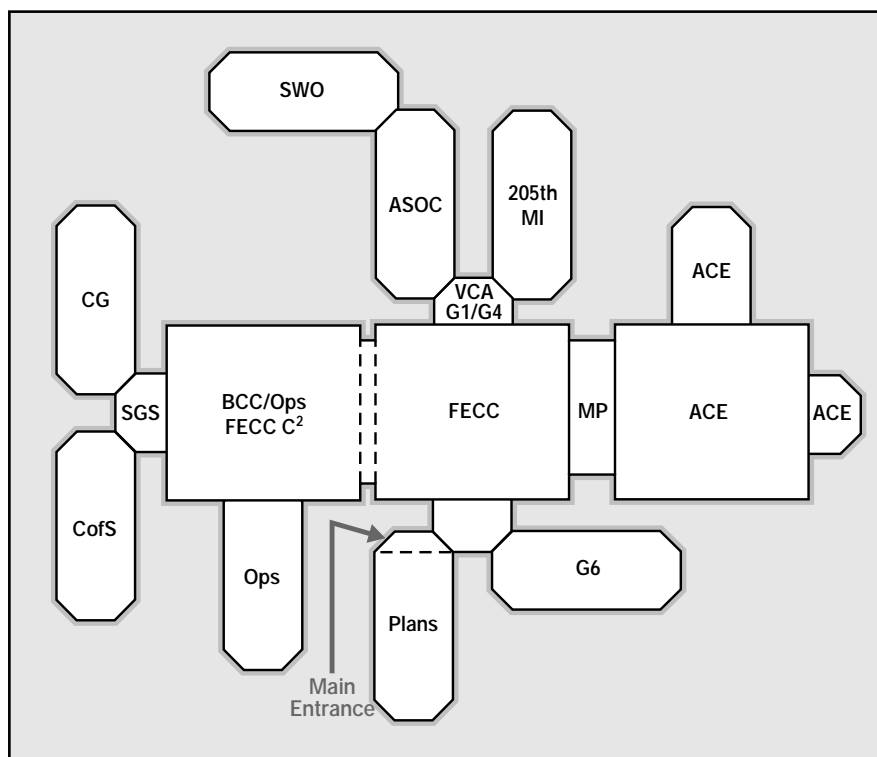 SWO
ASOC
205th
MI
ACE
CG
VCA
G1/G4
SGS
BCC/Ops
FECC C²
FECC
MP
ACE
ACE
CofS
Ops
Plans
G6
Main
Entrance